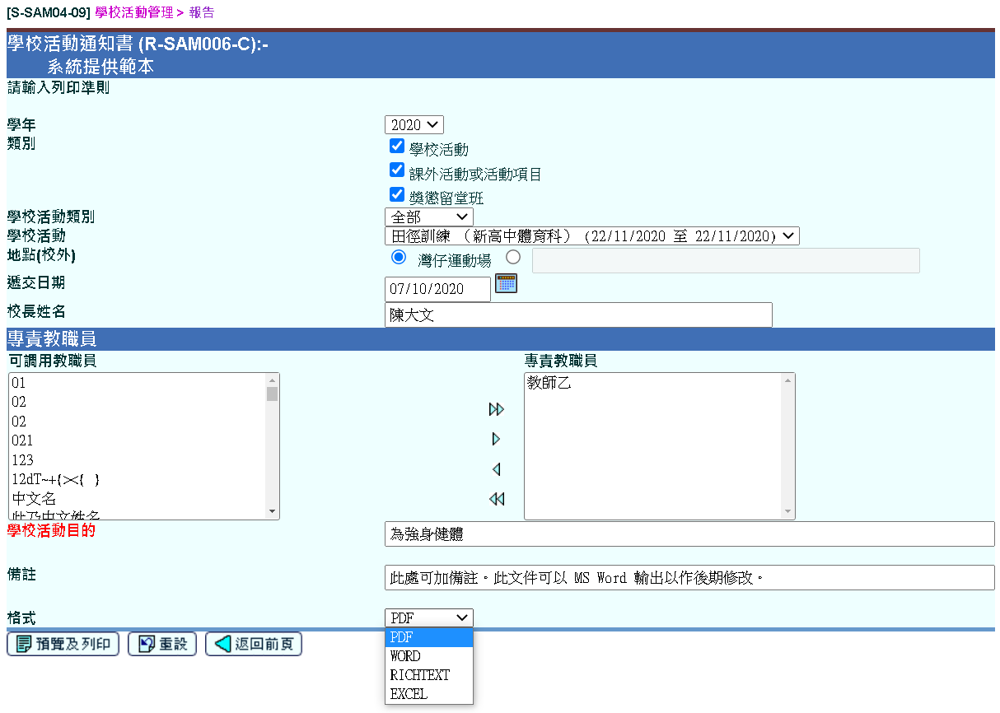 [S-SAM04-09] 學校活動管理 > 報告
學校活動通知書 (R-SAM006-C):-
系統提供範本
請輸入列印準則
學年 2020
類別 學校活動
課外活動或活動項目
獎懲留堂班
學校活動類別 全部
學校活動 田徑訓練 (新高中體育科) (22/11/2020 至 22/11/2020)
地點(校外) 灣仔運動場
遞交日期 07/10/2020
校長姓名 陳大文
專責教職員
可調用教職員 專責教職員
01 教師乙
02
02
021
123
12dT~+{><{ }
中文名
此乃中文姓名
學校活動目的 為強身健體
備註 此處可加備註。此文件可以 MS Word 輸出以作後期修改。
格式 PDF
PDF
WORD
RICHTEXT
EXCEL
預覽及列印 重設 返回前頁